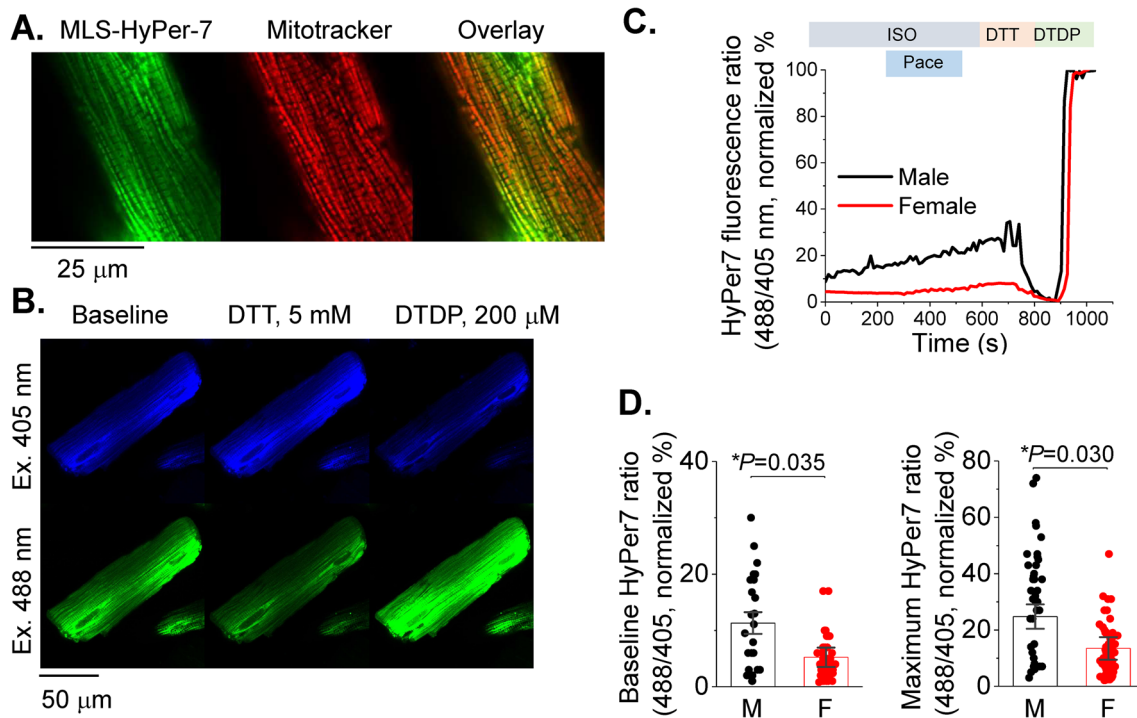 A.
MLS-HyPer-7 Mitotracker Overlay
25 μm
B.
Baseline DTT, 5 mM DTDP, 200 μM
Ex. 405 nm
Ex. 488 nm
50 μm
C.
ISO DTT DTDP
Pace
HyPer7 fluorescence ratio
(488/405 nm, normalized %
100
80
60
40
20
0
Male
Female
0 200 400 600 800 1000
Time (s)
D.
Baseline HyPer7 ratio
(488/405, normalized %)
40
20
0
*P=0.035
M F
Maximum HyPer7 ratio
(488/405, normalized %)
80
60
40
20
0
*P=0.030
M F